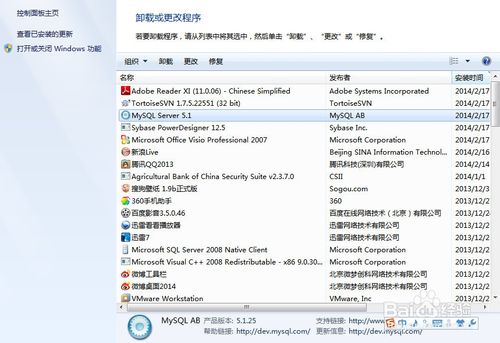 控制面板主页
查看已安装的更新
打开或关闭 Windows 功能
卸载或更改程序
若要卸载程序，请从列表中将其选中，然后单击“卸载”、“更改”或“修复”。
组织 卸载 更改 修复
名称 发布者 安装时间
Adobe Reader XI (11.0.06) - Chinese Simplified Adobe Systems Incorporated 2014/2/17
TortoiseSVN 1.7.5.22551 (32 bit) TortoiseSVN 2014/2/17
MySQL Server 5.1 MySQL AB 2014/2/17
Sybase PowerDesigner 12.5 Sybase Inc. 2014/2/17
Microsoft Office Visio Professional 2007 Microsoft Corporation 2014/2/17
新浪Live Beijing SINA Information Te... 2014/2/17
腾讯QQ2013 腾讯科技(深圳)有限公司 2014/2/17
Agricultural Bank of China Security Suite v2.3.7.0 CSII 2014/1/1
搜狗壁纸 1.9b正式版 Sogou.com 2013/12/2
360手机助手 360 2013/12/2
百度影音3.5.0.46 百度在线网络技术（北京）有限公... 2013/12/2
迅雷看看播放器 迅雷网络技术有限公司 2013/12/2
迅雷7 迅雷网络技术有限公司 2013/12/2
Microsoft SQL Server 2008 Native Client Microsoft Corporation 2013/12/2
Microsoft Visual C++ 2008 Redistributable - x86 9.0.30... Microsoft Corporation 2013/12/2
微博工具栏 北京微梦创科网络技术有限公司 2013/12/2
微博桌面2014 北京微梦创科网络技术有限公司 2013/12/2
VMware Workstation VMware, Inc. 2013/12/2
MySQL AB 产品版本: 5.1.25 支持链接: http://www.
帮助链接: http://dev.mysql.com/ 更新信息: http://dev.mysql.com/